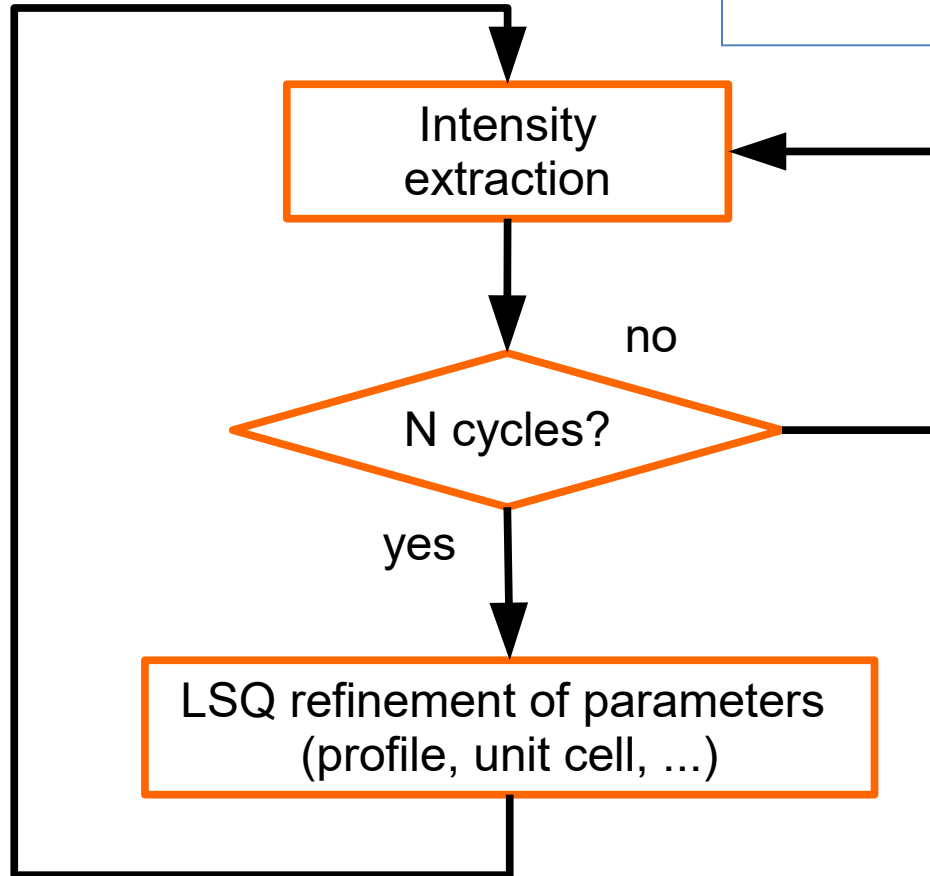 Intensity
extraction
no
N cycles?
yes
LSQ refinement of parameters
(profile, unit cell, ...)